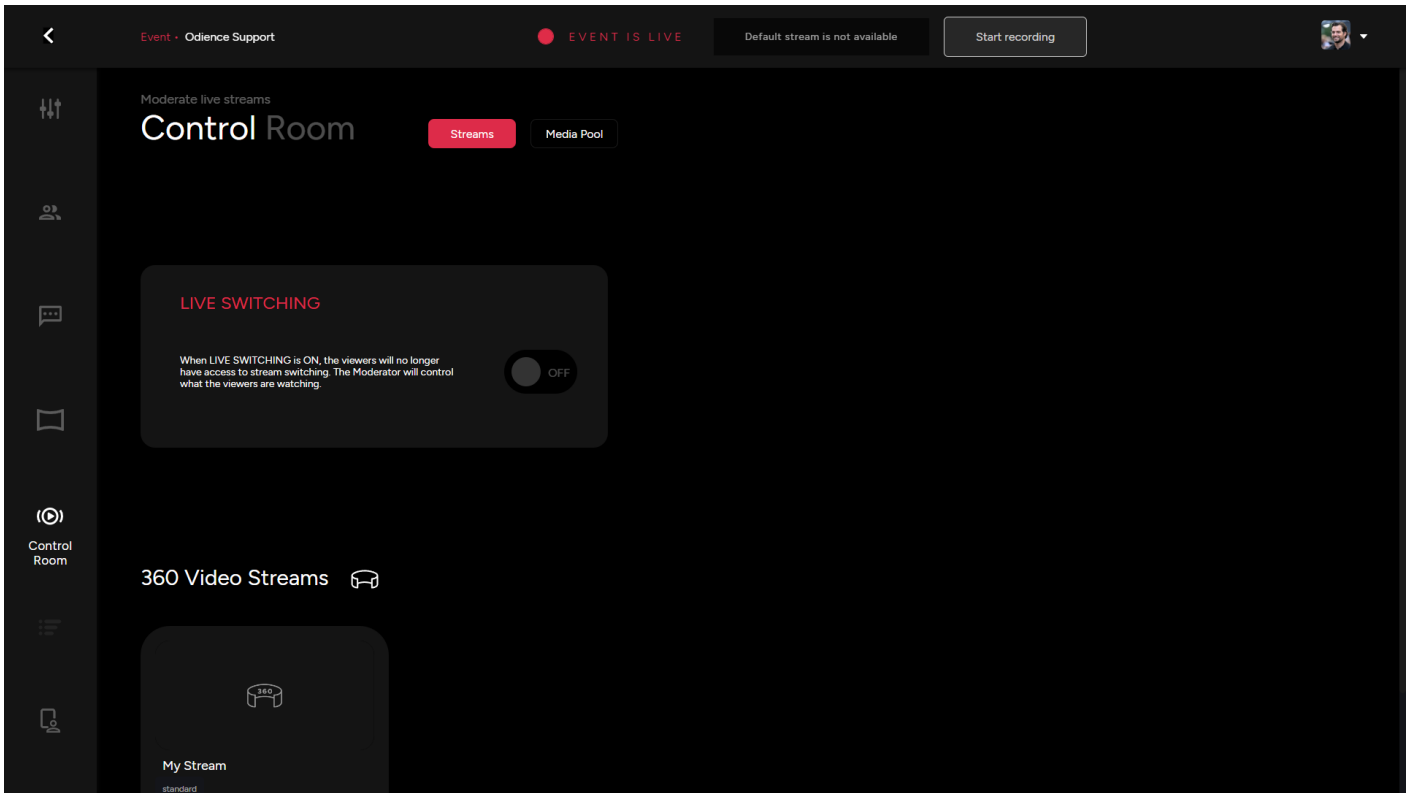 Event • Odience Support
EVENT IS LIVE
Default stream is not available
Start recording
Moderate live streams
Control Room
Streams
Media Pool
LIVE SWITCHING
When LIVE SWITCHING is ON, the viewers will no longer
have access to stream switching. The Moderator will control
what the viewers are watching.
OFF
Control
Room
360 Video Streams
360
My Stream
standard